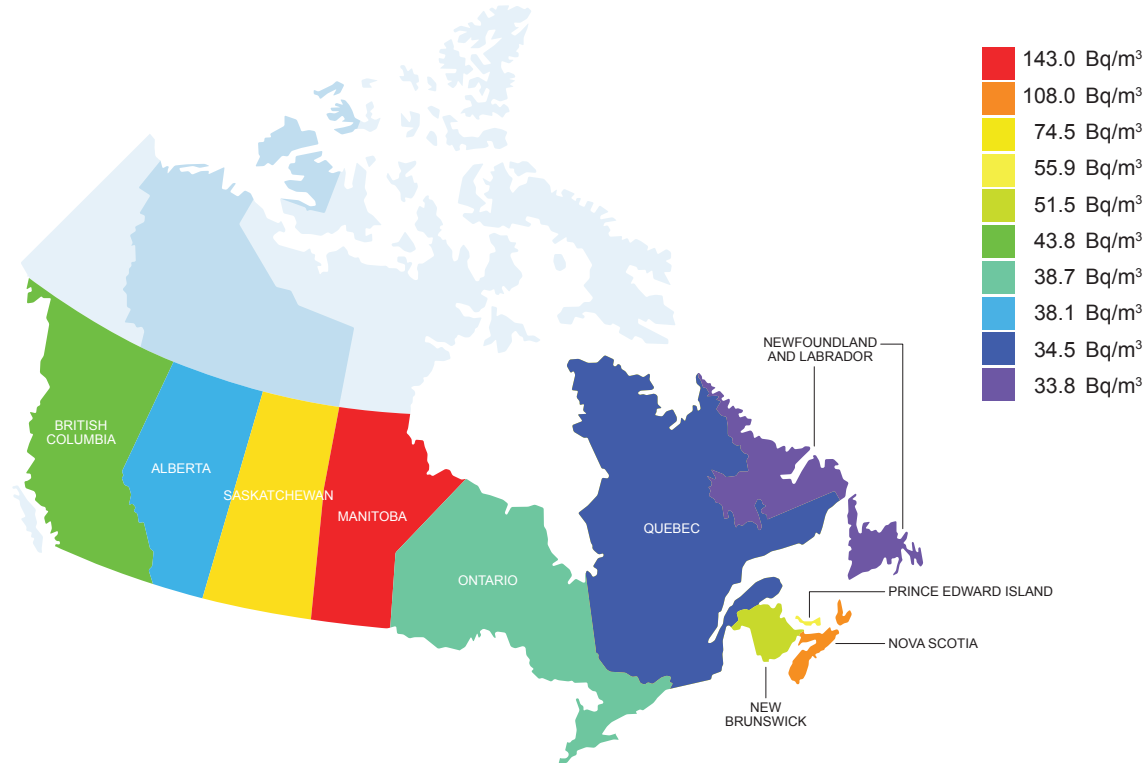 143.0 Bq/m³
108.0 Bq/m³
74.5 Bq/m³
55.9 Bq/m³
51.5 Bq/m³
43.8 Bq/m³
38.7 Bq/m³
38.1 Bq/m³
34.5 Bq/m³
33.8 Bq/m³
NEWFOUNDLAND
AND LABRADOR
BRITISH
COLUMBIA
ALBERTA
SASKATCHEWAN
MANITOBA
ONTARIO
QUEBEC
PRINCE EDWARD ISLAND
NOVA SCOTIA
NEW
BRUNSWICK